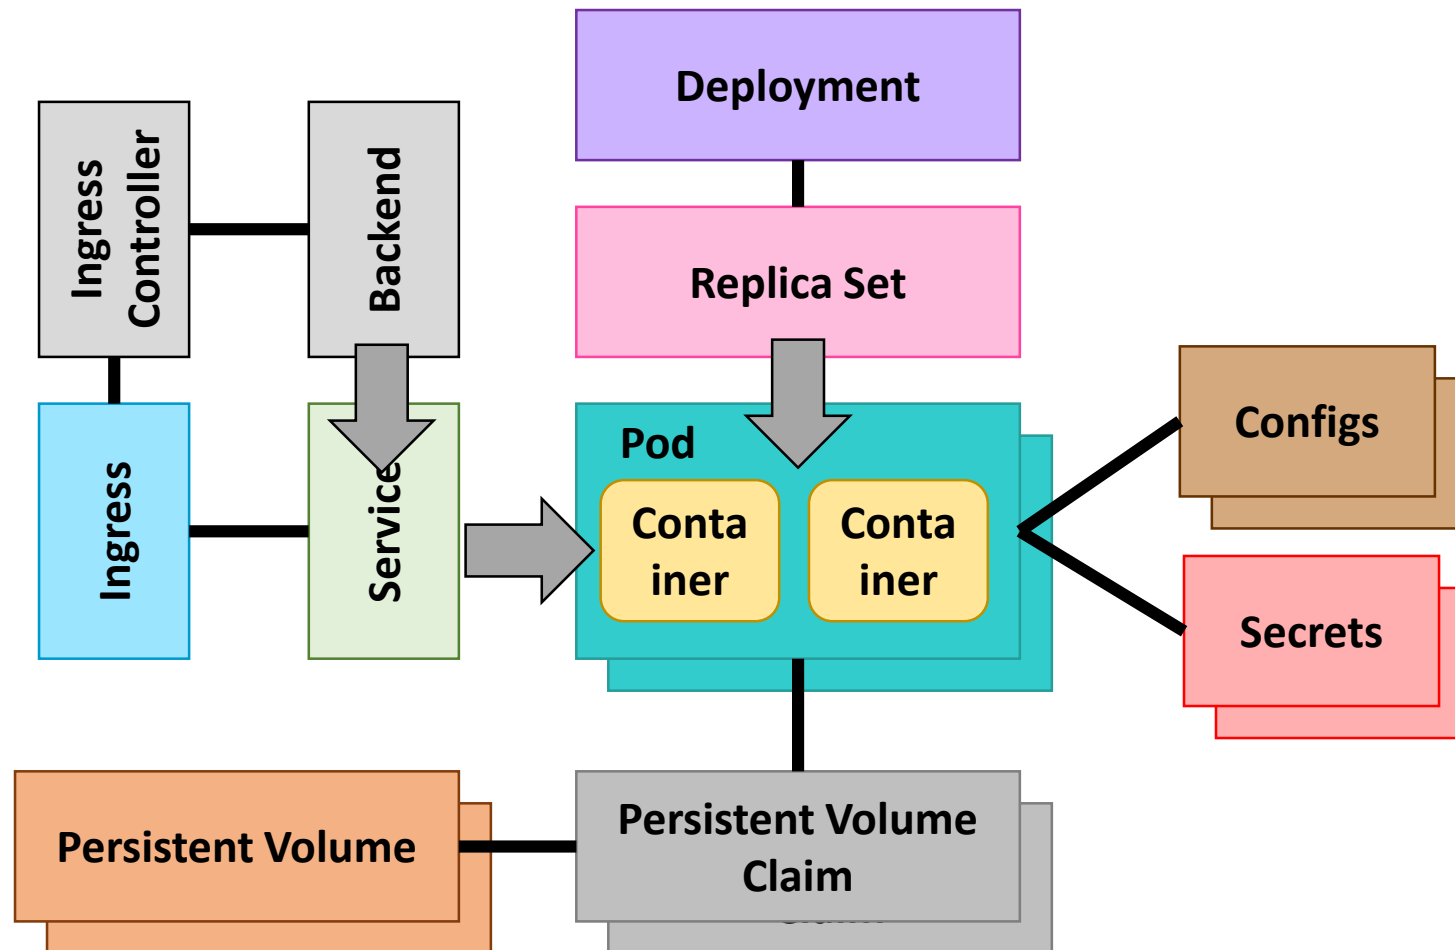 Deployment
Ingress
Controller
Backend
Replica Set
Configs
Pod
Ingress
Service
Conta
iner
Conta
iner
Secrets
Persistent Volume
Persistent Volume
Claim